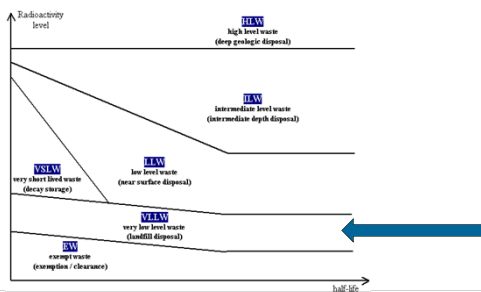 Radioactivity
level
HLW
high level waste
(deep geologic disposal)
ILW
intermediate level waste
(intermediate depth disposal)
LLW
low level waste
(near surface disposal)
VSLW
very short lived waste
(decay storage)
VLLW
very low level waste
(landfill disposal)
EW
exempt waste
(exemption / clearance)
half-life